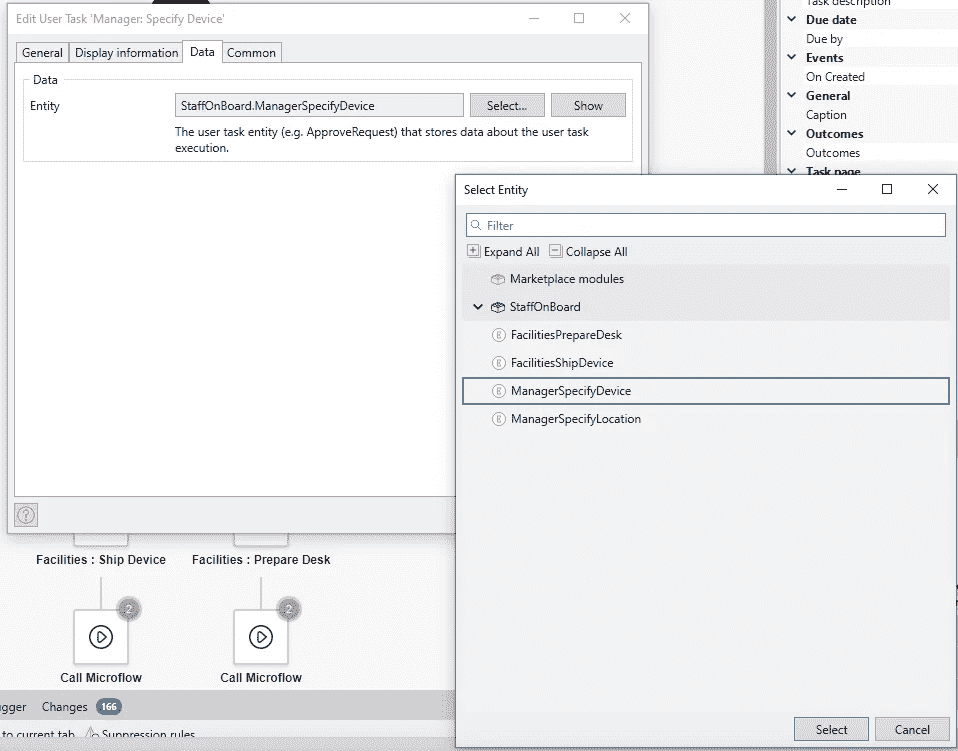 Edit User Task 'Manager: Specify Device'
General
Display information
Data
Common
Data
Entity
StaffOnBoard.ManagerSpecifyDevice
Select...
Show
The user task entity (e.g. ApproveRequest) that stores data about the user task
execution.
Task description
Due date
Due by
Events
On Created
General
Caption
Outcomes
Outcomes
Task page
Select Entity
Filter
Expand All
Collapse All
Marketplace modules
StaffOnBoard
FacilitiesPrepareDesk
FacilitiesShipDevice
ManagerSpecifyDevice
ManagerSpecifyLocation
Select
Cancel
Facilities : Ship Device
Facilities : Prepare Desk
2
2
Call Microflow
Call Microflow
gger
Changes
166
to current tab
Suppression rules